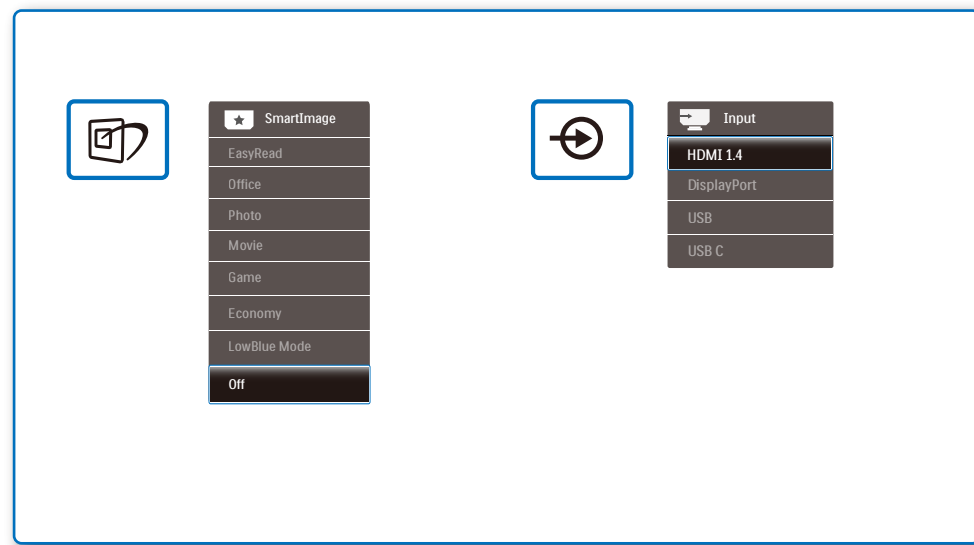 SmartImage
EasyRead
Office
Photo
Movie
Game
Economy
LowBlue Mode
Off
Input
HDMI 1.4
DisplayPort
USB
USB C